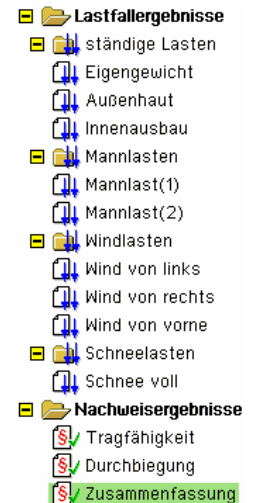 Lastfallergebnisse
ständige Lasten
Eigengewicht
Außenhaut
Innenausbau
Mannlasten
Mannlast(1)
Mannlast(2)
Windlasten
Wind von links
Wind von rechts
Wind von vorne
Schneelasten
Schnee voll
Nachweisergebnisse
§ Tragfähigkeit
§ Durchbiegung
§ Zusammenfassung